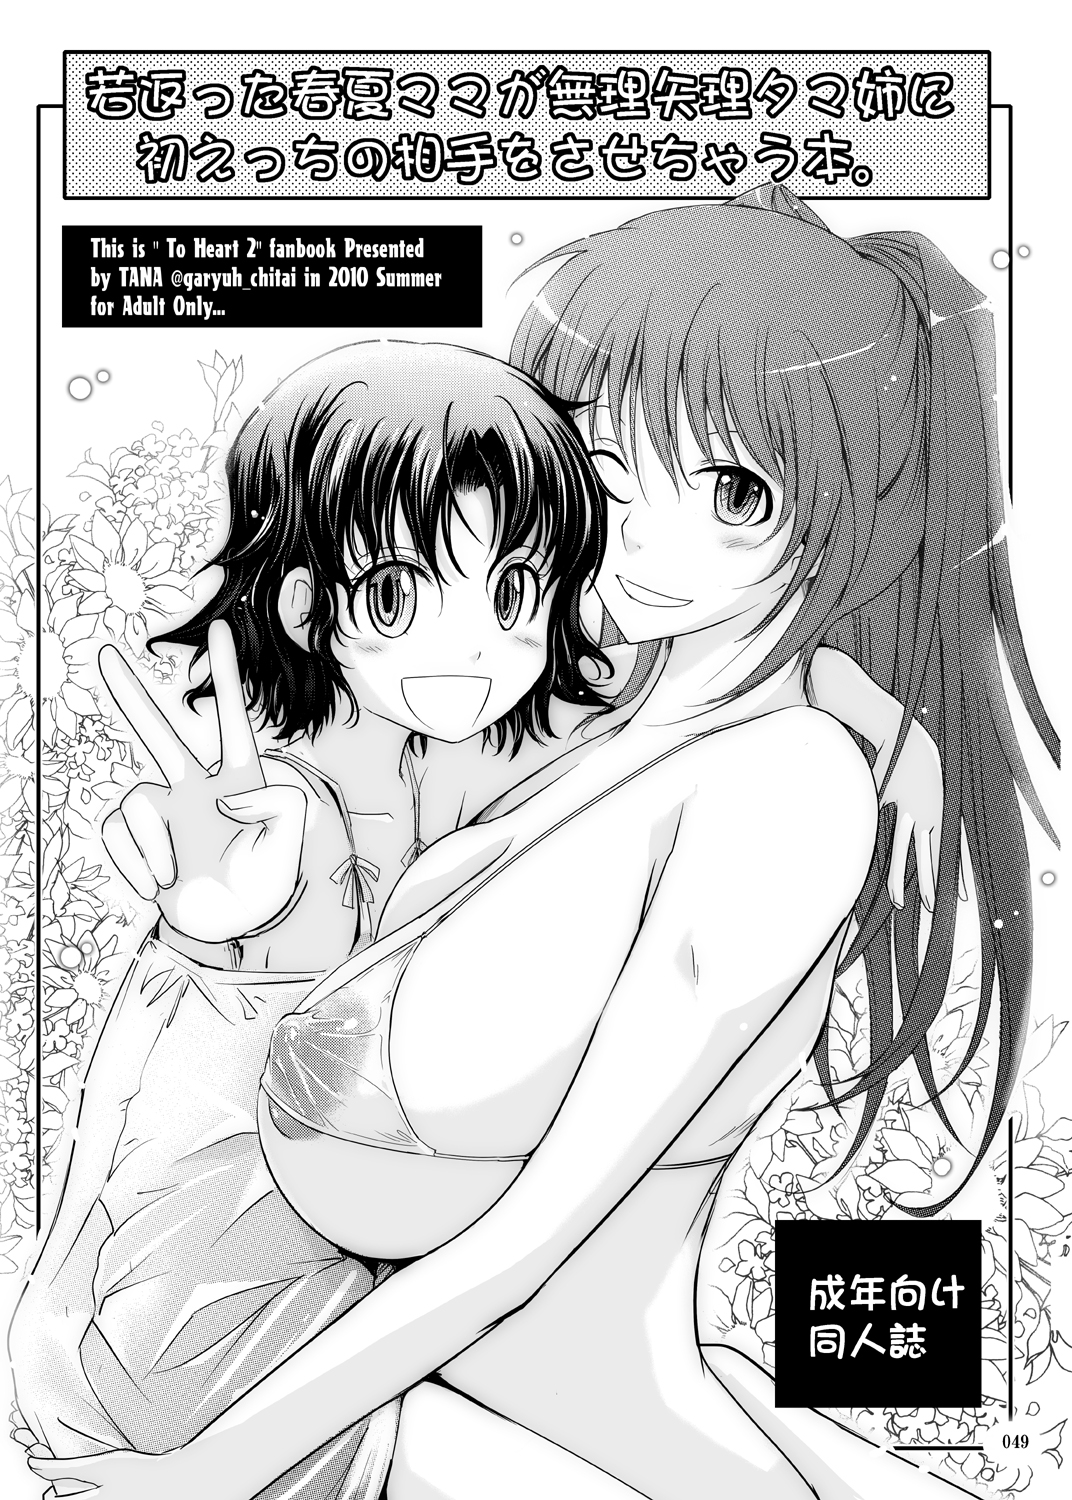 若返った春夏ママが無理矢理タマ姉に
初えっちの相手をさせちゃう本。
This is " To Heart 2" fanbook Presented
by TANA @garyuh_chitai in 2010 Summer
for Adult Only...
成年向け
同人誌
049